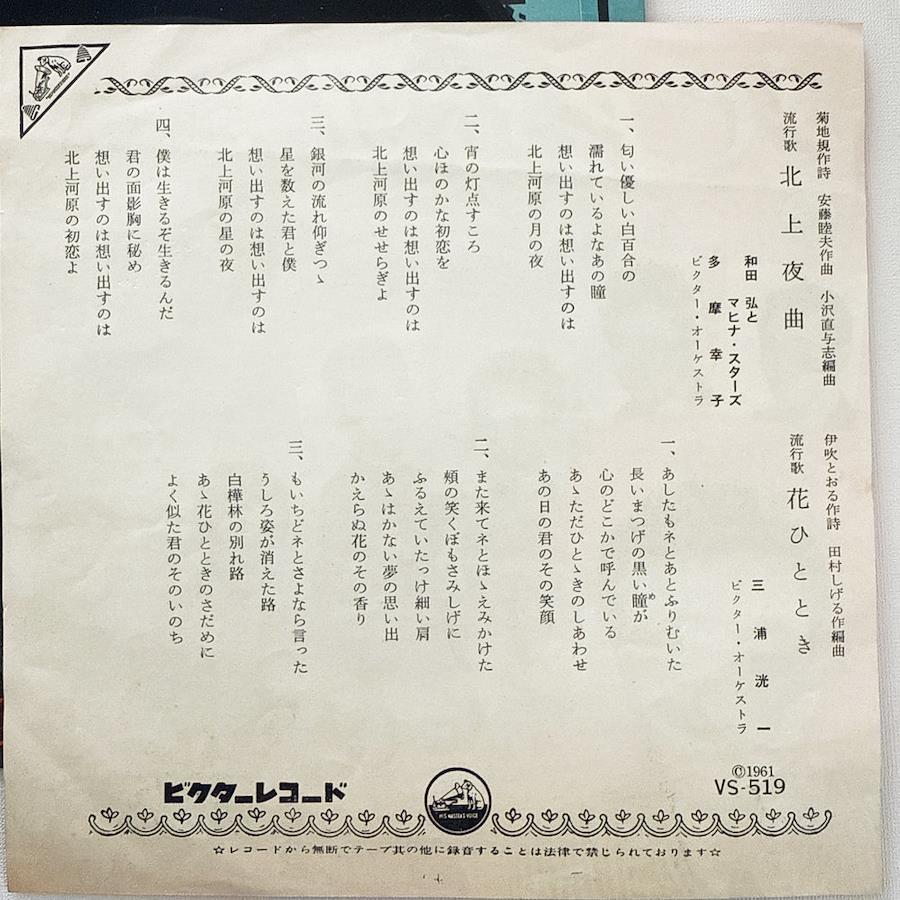 菊地規作詩　安藤睦夫作曲　小沢直与志編曲
流行歌　北上夜曲
和田弘と
マヒナ・スターズ
多摩幸子
ビクター・オーケストラ
一、匂い優しい白百合の
濡れているよなあの瞳
想い出すのは想い出すのは
北上河原の月の夜
二、宵の灯点すころ
心ほのかな初恋を
想い出すのは想い出すのは
北上河原のせせらぎよ
三、銀河の流れ仰ぎつゝ
星を数えた君と僕
想い出すのは想い出すのは
北上河原の星の夜
四、僕は生きるぞ生きるんだ
君の面影胸に秘め
想い出すのは想い出すのは
北上河原の初恋よ
伊吹とおる作詩　田村しげる作編曲
流行歌　花ひととき
三浦洸一
ビクター・オーケストラ
一、あしたもネとあとふりむいた
長いまつげの黒い瞳が
め
心のどこかで呼んでいる
あゝただひとゝきのしあわせ
あの日の君のその笑顔
二、また来てネとほゝえみかけた
頬の笑くぼもさみしげに
ふるえていたっけ細い肩
あゝはかない夢の思い出
かえらぬ花のその香り
三、もいちどネとさよなら言った
うしろ姿が消えた路
白樺林の別れ路
あゝ花ひとときのさだめに
よく似た君のそのいのち
©1961
VS-519
ビクターレコード
HIS MASTER'S VOICE
☆レコードから無断でテープ其の他に録音することは法律で禁じられております☆